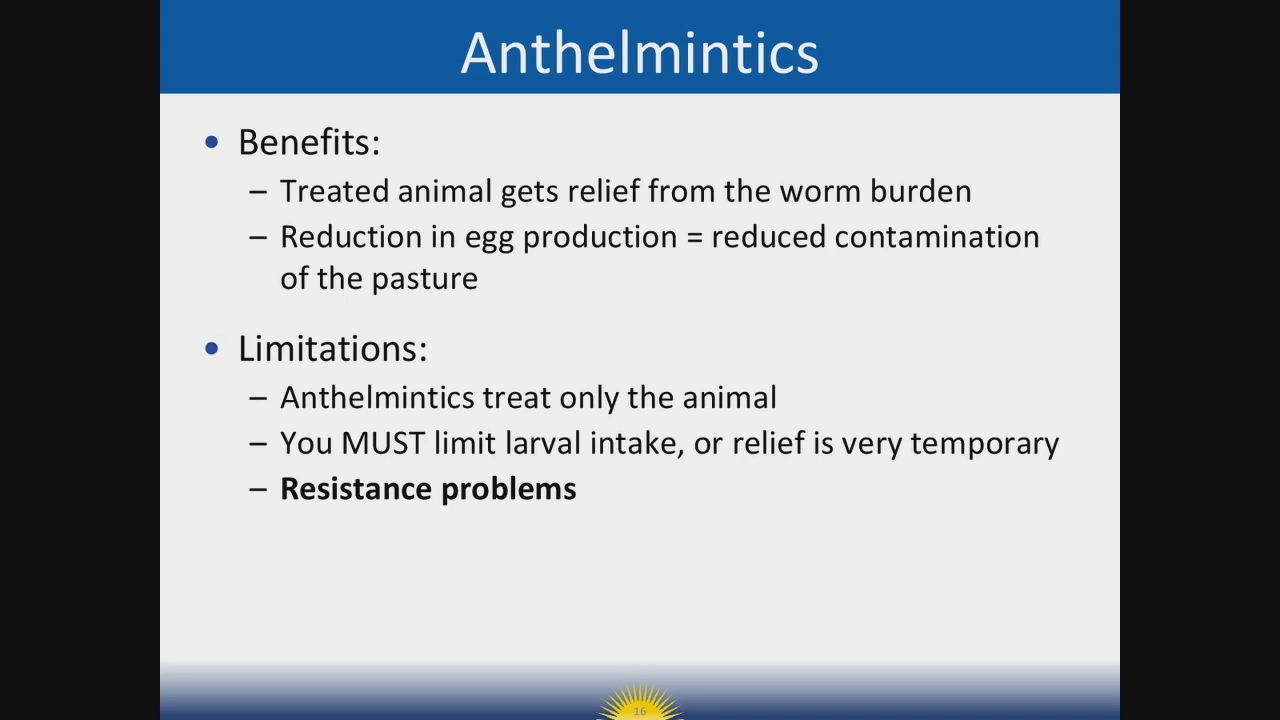 Anthelmintics
• Benefits:
– Treated animal gets relief from the worm burden
– Reduction in egg production = reduced contamination
of the pasture
• Limitations:
– Anthelmintics treat only the animal
– You MUST limit larval intake, or relief is very temporary
– Resistance problems
16